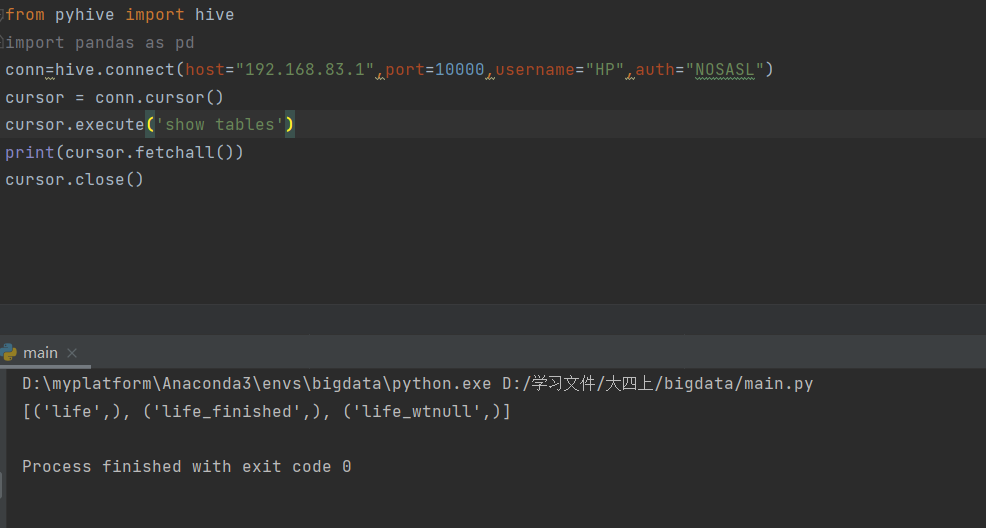 from pyhive import hive
import pandas as pd
conn=hive.connect(host="192.168.83.1",port=10000,username="HP",auth="NOSASL")
cursor = conn.cursor()
cursor.execute('show tables')
print(cursor.fetchall())
cursor.close()
main
D:\myplatform\Anaconda3\envs\bigdata\python.exe D:/学习文件/大四上/bigdata/main.py
[('life',), ('life_finished',), ('life_wtnull',)]
Process finished with exit code 0